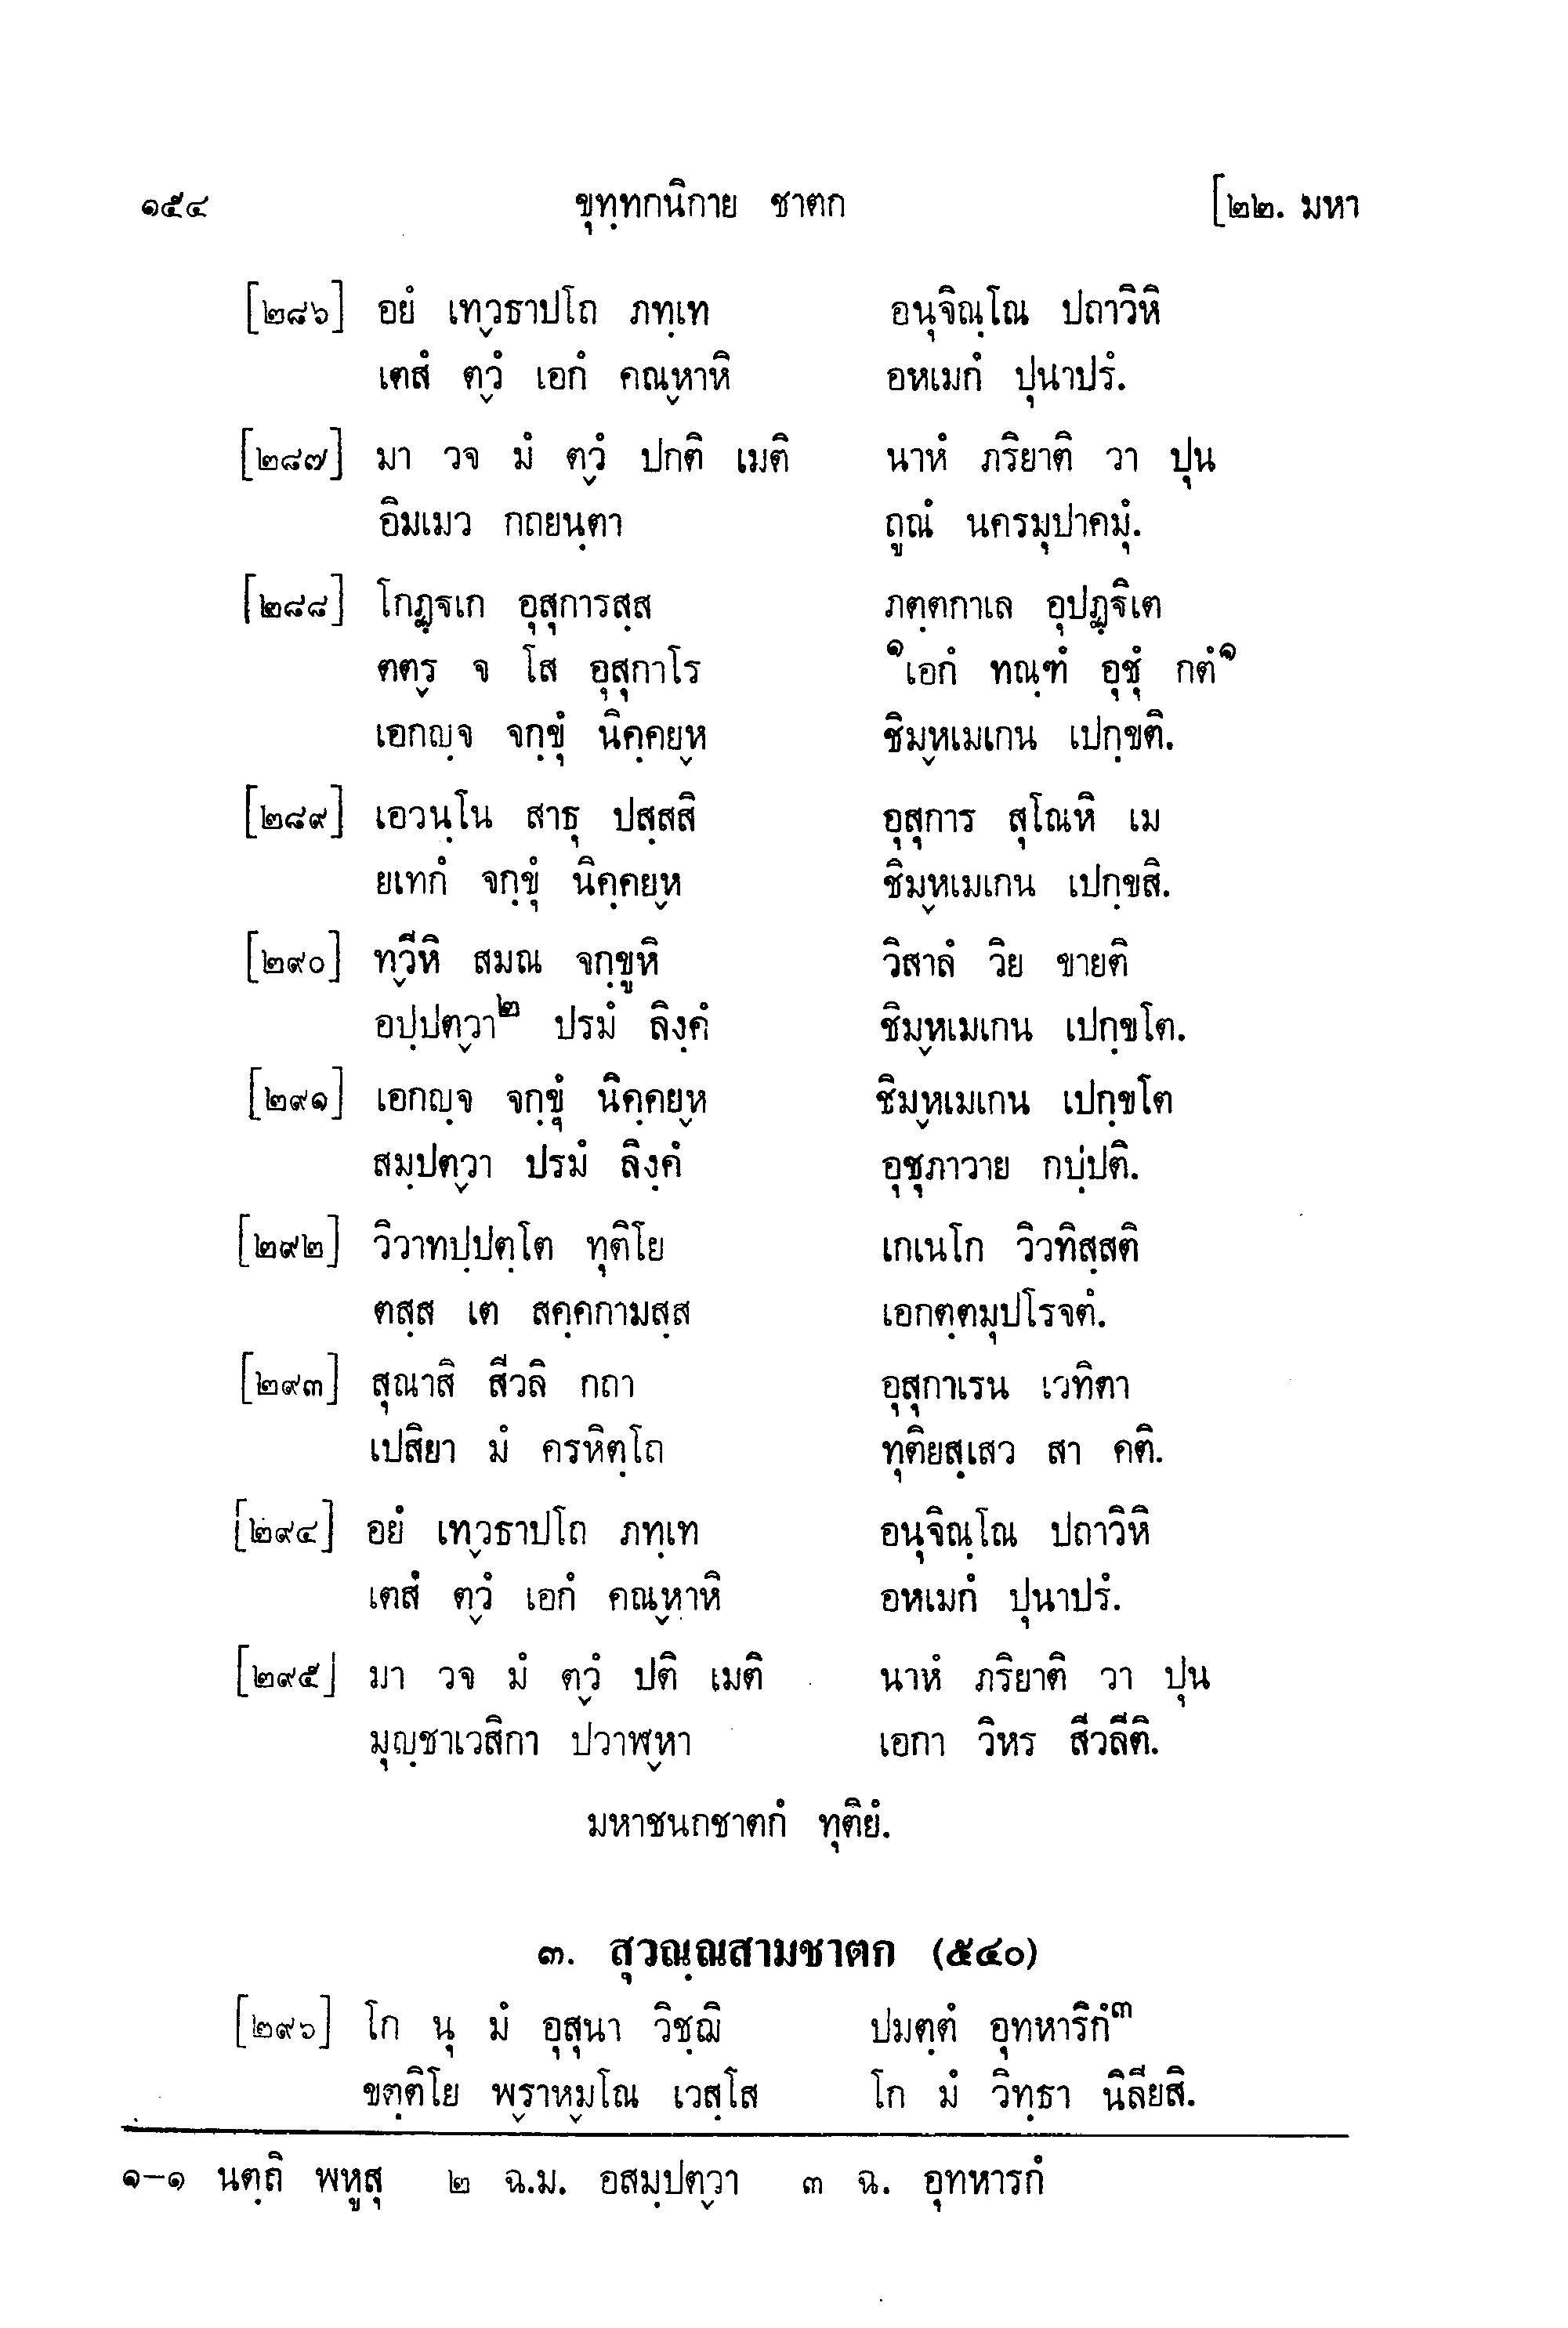 ๑๕๔ ขุทฺทกนิกาย ชาตก [๒๒. มหา
[๒๘๖] อยํ เทฺวธาปโถ ภทฺเท อนุจิณฺโณ ปถาวิหิ
เตสํ ตฺวํ เอกํ คณฺหาหิ อหเมกํ ปุนาปรํ.
[๒๘๗] มา วจ มํ ตฺวํ ปกติ เมติ นาหํ ภริยาติ วา ปุน
อิมเมว กถยนฺตา ถูณํ นครมุปาคมุํ.
[๒๘๘] โกฏฺฐเก อุสุการสฺส ภตฺตกาเล อุปฏฺฐิเต
ตตฺร จ โส อุสุกาโร ๑เอกํ ทณฺฑํ อุชุํ กตํ๑
เอกญฺจ จกฺขุํ นิคฺคยฺห ชิมฺหเมเกน เปกฺขติ.
[๒๘๙] เอวนฺโน สาธุ ปสฺสสิ อุสุการ สุโณหิ เม
ยเทกํ จกฺขุํ นิคฺคยฺห ชิมฺหเมเกน เปกฺขสิ.
[๒๙๐] ทฺวีหิ สมณ จกฺขูหิ วิสาลํ วิย ขายติ
อปฺปตฺวา๒ ปรมํ ลิงฺคํ ชิมฺหเมเกน เปกฺขโต.
[๒๙๑] เอกญฺจ จกฺขุํ นิคฺคยฺห ชิมฺหเมเกน เปกฺขโต
สมฺปตฺวา ปรมํ ลิงฺคํ อุชุภาวาย กปฺปติ.
[๒๙๒] วิวาทปฺปตฺโต ทุติโย เกเนโก วิวทิสฺสติ
ตสฺส เต สคฺคกามสฺส เอกตฺตมุปโรจตํ.
[๒๙๓] สุณาสิ สีวลิ กถา อุสุกาเรน เวทิตา
เปสิยา มํ ครหิตฺโถ ทุติยสฺเสว สา คติ.
[๒๙๔] อยํ เทฺวธาปโถ ภทฺเท อนุจิณฺโณ ปถาวิหิ
เตสํ ตฺวํ เอกํ คณฺหาหิ อหเมกํ ปุนาปรํ.
[๒๙๕] มา วจ มํ ตฺวํ ปติ เมติ นาหํ ภริยาติ วา ปุน
มุญฺชาเวสิกา ปวาฬฺหา เอกา วิหร สีวลีติ.
มหาชนกชาตกํ ทุติยํ.
๓. สุวณฺณสามชาตก (๕๔๐)
[๒๙๖] โก นุ มํ อุสุนา วิชฺฌิ ปมตฺตํ อุทหาริกํ๓
ขตฺติโย พฺราหฺมโณ เวสฺโส โก มํ วิทฺธา นิลียสิ.
๑-๑ นตฺถิ พหูสุ ๒ ฉ.ม. อสมฺปตฺวา ๓ ฉ. อุทหารกํ